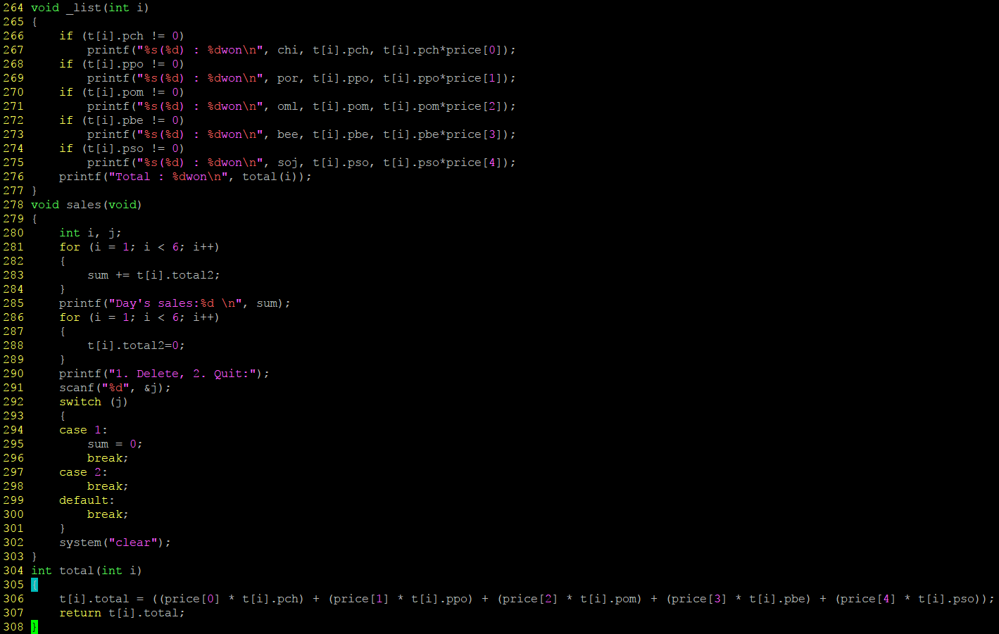 264 void _list(int i)
265 {
266     if (t[i].pch != 0)
267         printf("%s(%d) : %dwon\n", chi, t[i].pch, t[i].pch*price[0]);
268     if (t[i].ppo != 0)
269         printf("%s(%d) : %dwon\n", por, t[i].ppo, t[i].ppo*price[1]);
270     if (t[i].pom != 0)
271         printf("%s(%d) : %dwon\n", oml, t[i].pom, t[i].pom*price[2]);
272     if (t[i].pbe != 0)
273         printf("%s(%d) : %dwon\n", bee, t[i].pbe, t[i].pbe*price[3]);
274     if (t[i].pso != 0)
275         printf("%s(%d) : %dwon\n", soj, t[i].pso, t[i].pso*price[4]);
276     printf("Total : %dwon\n", total(i));
277 }
278 void sales(void)
279 {
280     int i, j;
281     for (i = 1; i < 6; i++)
282     {
283         sum += t[i].total2;
284     }
285     printf("Day's sales:%d \n", sum);
286     for (i = 1; i < 6; i++)
287     {
288         t[i].total2=0;
289     }
290     printf("1. Delete, 2. Quit:");
291     scanf("%d", &j);
292     switch (j)
293     {
294     case 1:
295         sum = 0;
296         break;
297     case 2:
298         break;
299     default:
300         break;
301     }
302     system("clear");
303 }
304 int total(int i)
305 {
306     t[i].total = ((price[0] * t[i].pch) + (price[1] * t[i].ppo) + (price[2] * t[i].pom) + (price[3] * t[i].pbe) + (price[4] * t[i].pso));
307     return t[i].total;
308 }